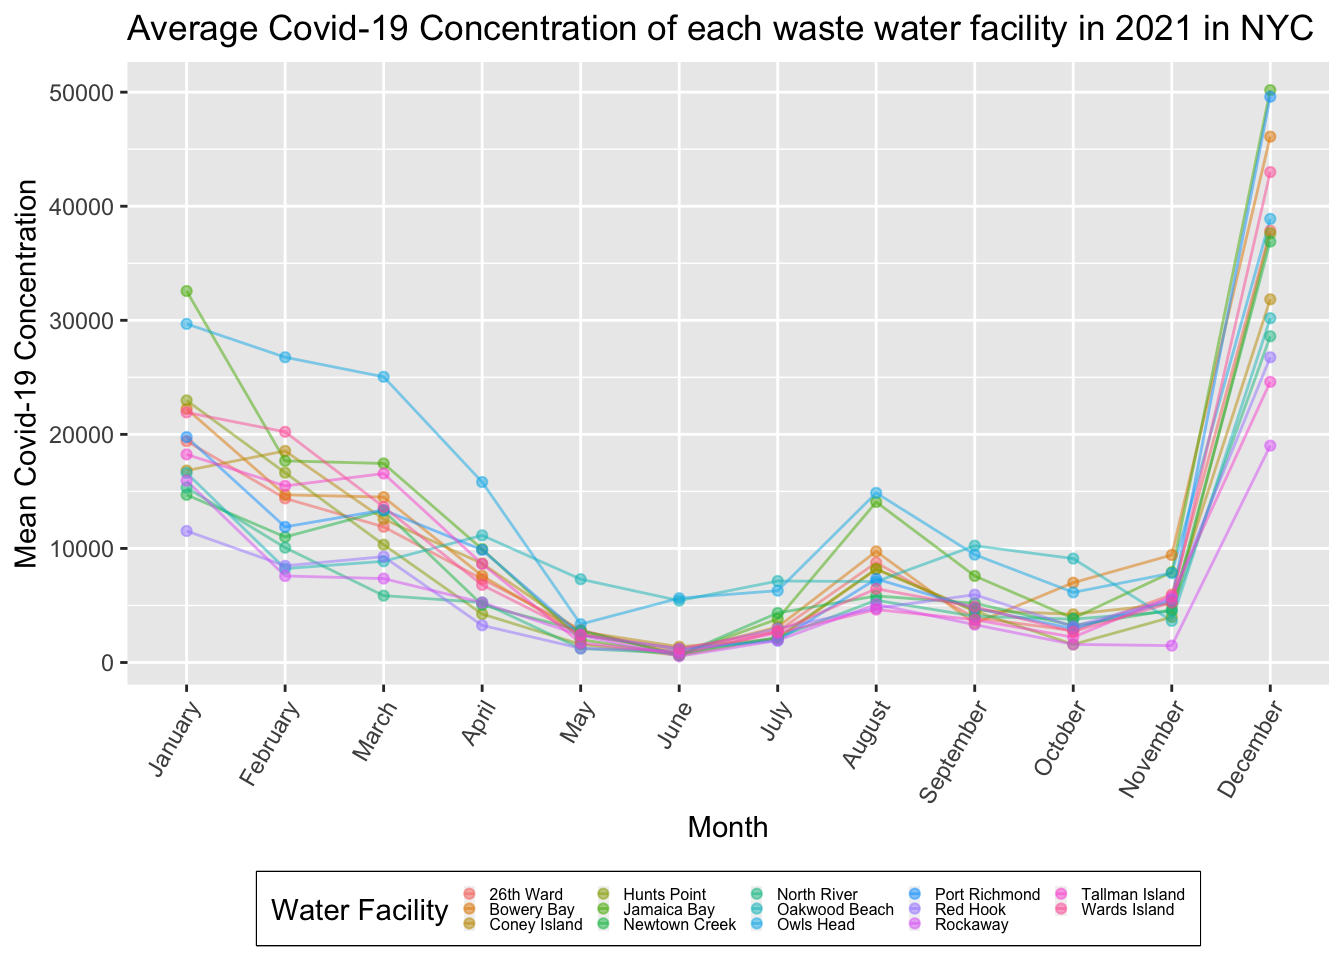 Average Covid-19 Concentration of each waste water facility in 2021 in NYC
Mean Covid-19 Concentration
50000
40000
30000
20000
10000
0
January
February
March
April
May
June
July
August
September
October
November
December
Month
Water Facility
26th Ward
Bowery Bay
Coney Island
Hunts Point
Jamaica Bay
Newtown Creek
North River
Oakwood Beach
Owls Head
Port Richmond
Red Hook
Rockaway
Tallman Island
Wards Island